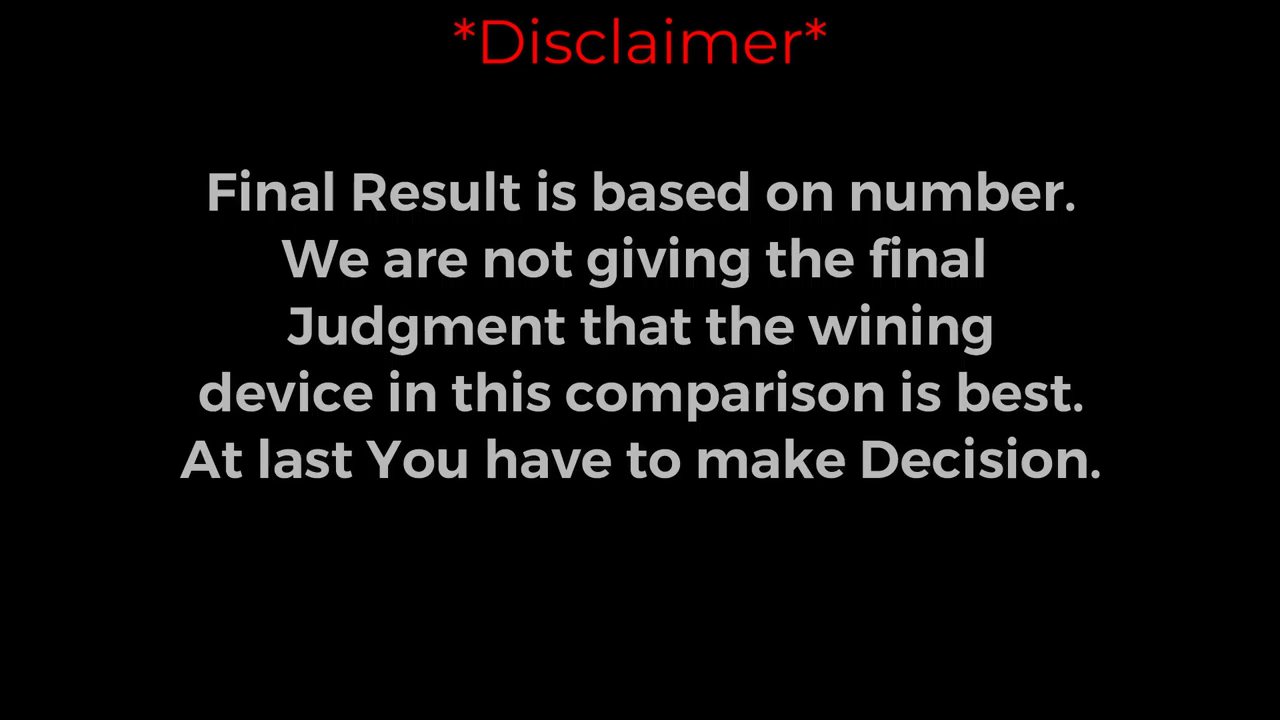 *Disclaimer*
Final Result is based on number.
We are not giving the final
Judgment that the wining
device in this comparison is best.
At last You have to make Decision.